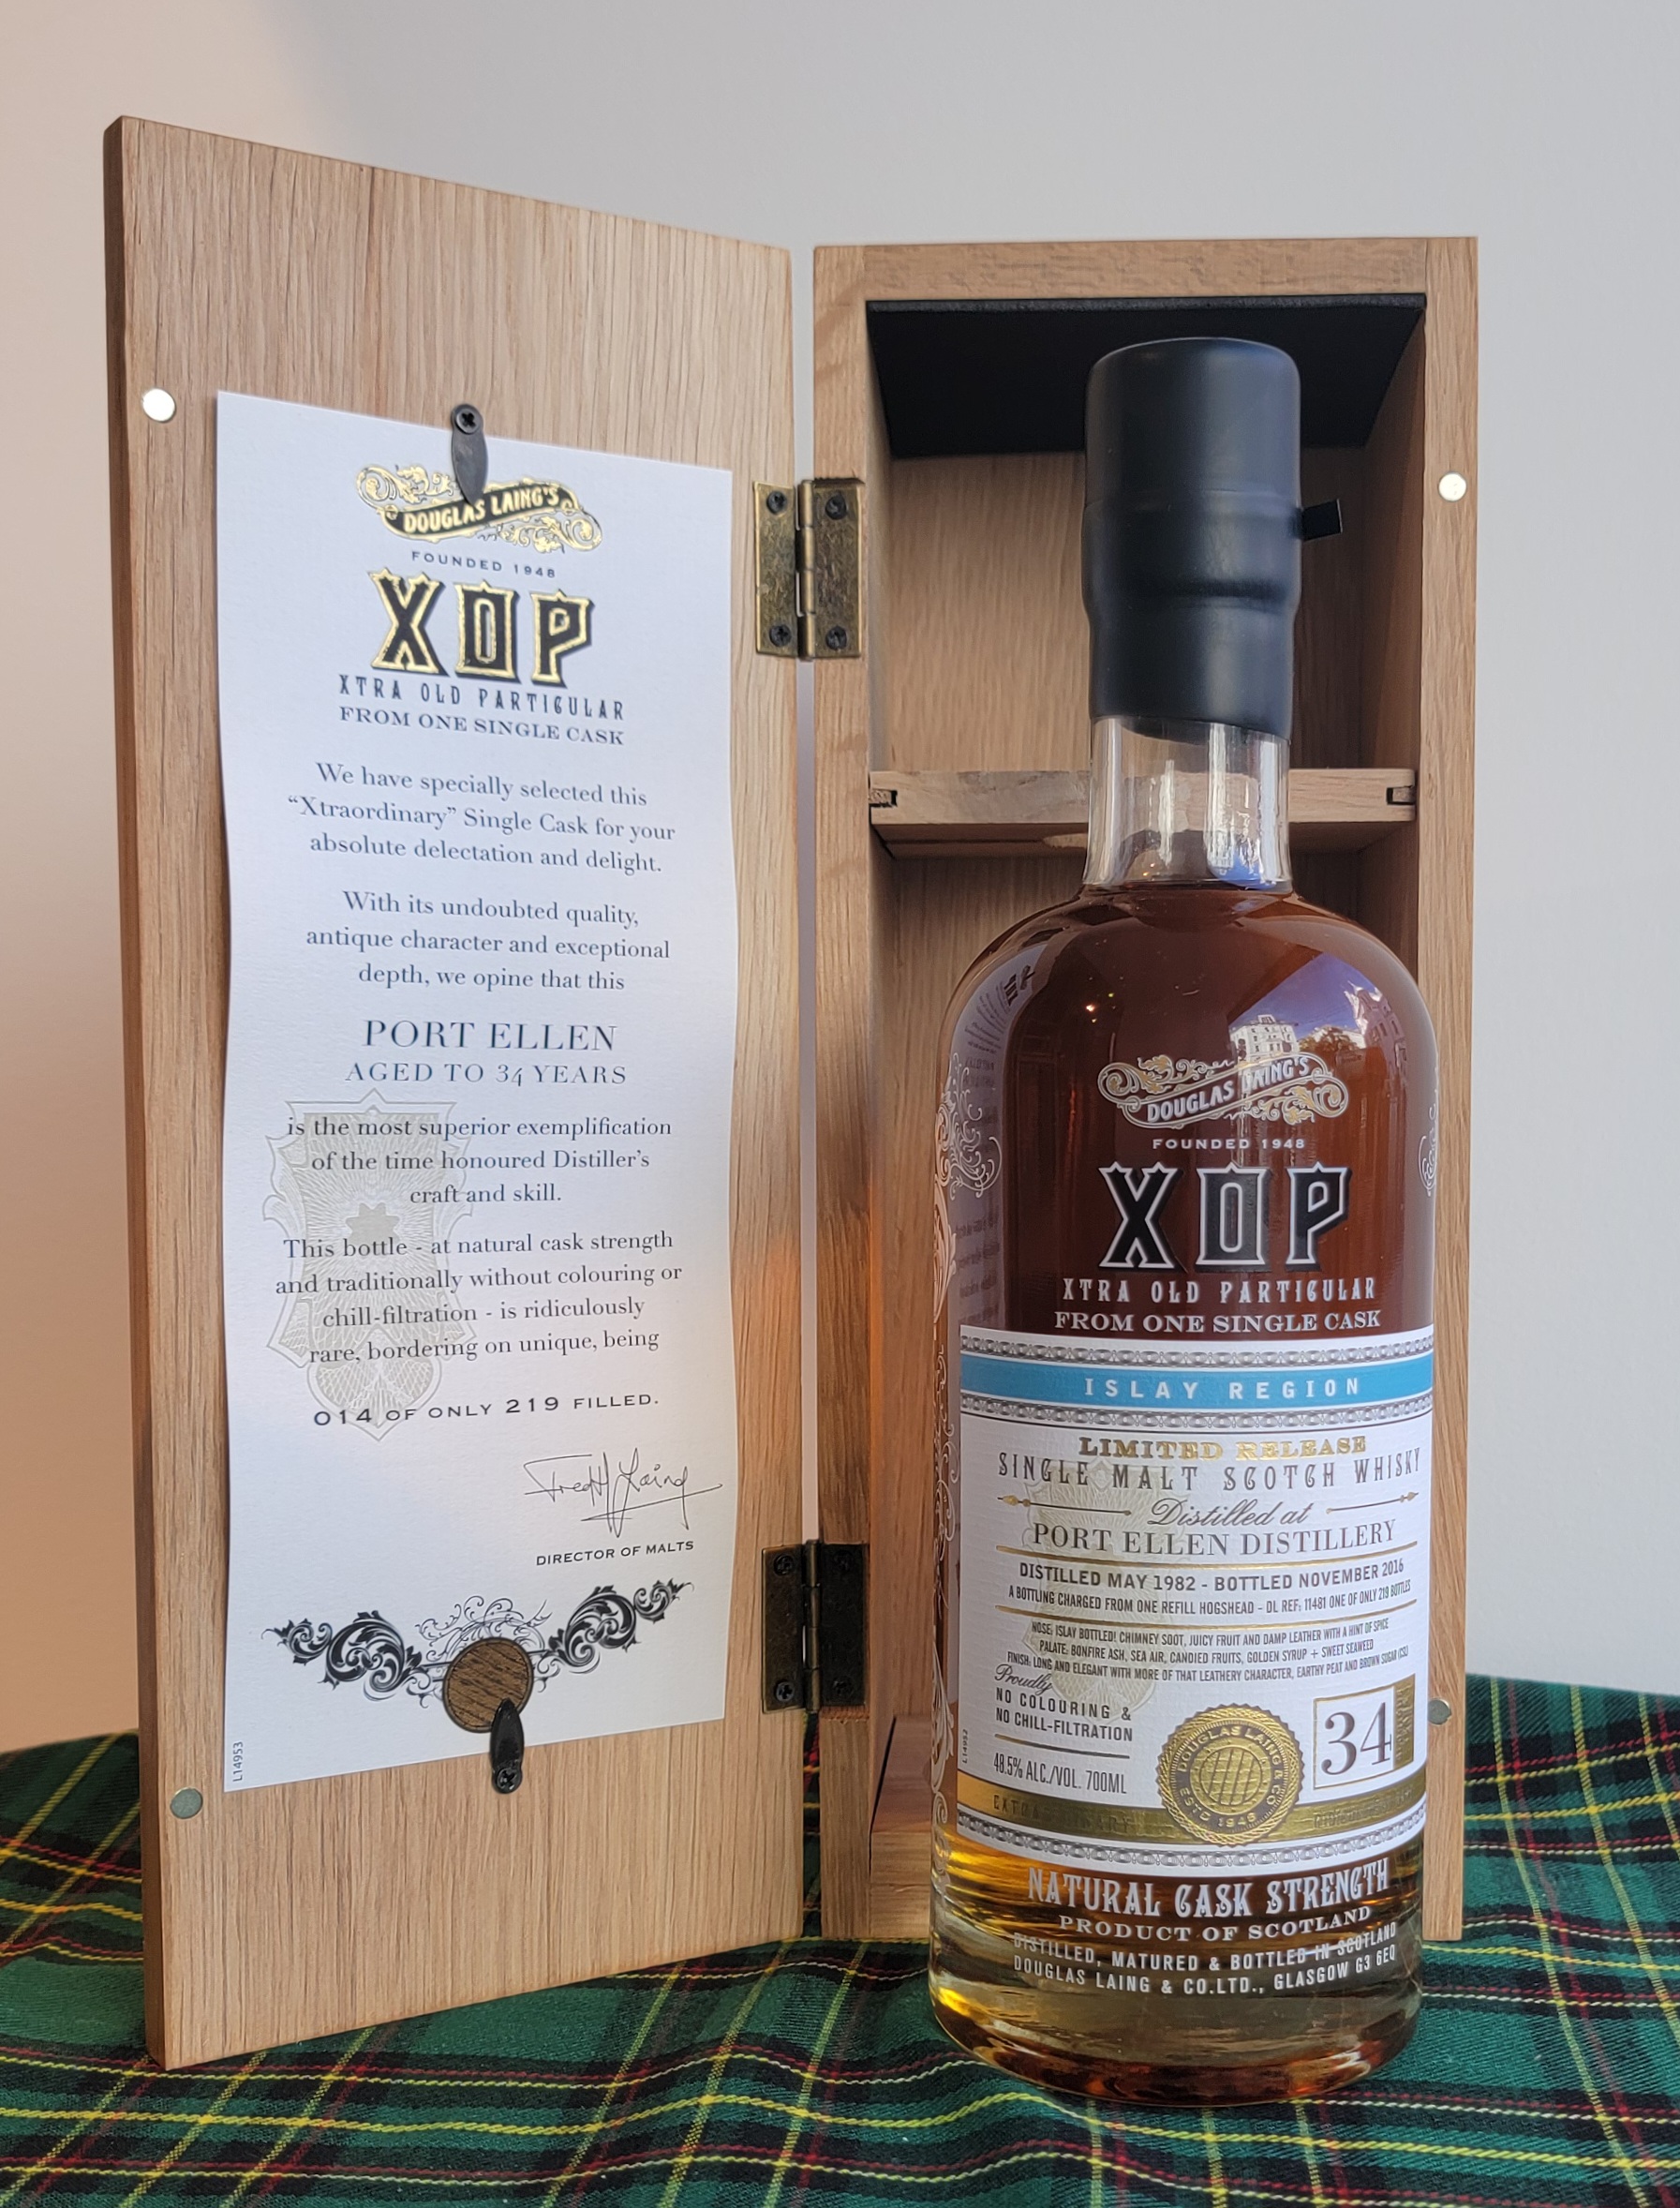 DOUGLAS LAING'S
FOUNDED 1948
XOP
XTRA OLD PARTICULAR
FROM ONE SINGLE CASK
We have specially selected this
“Xtraordinary” Single Cask for your
absolute delectation and delight.
With its undoubted quality,
antique character and exceptional
depth, we opine that this
PORT ELLEN
AGED TO 34 YEARS
is the most superior exemplification
of the time honoured Distiller’s
craft and skill.
This bottle - at natural cask strength
and traditionally without colouring or
chill-filtration - is ridiculously
rare, bordering on unique, being
014 OF ONLY 219 FILLED.
Fred H Laing
DIRECTOR OF MALTS
L14953
DOUGLAS LAING'S
FOUNDED 1948
XOP
XTRA OLD PARTICULAR
FROM ONE SINGLE CASK
ISLAY REGION
LIMITED RELEASE
SINGLE MALT SCOTCH WHISKY
Distilled at
PORT ELLEN DISTILLERY
DISTILLED MAY 1982 - BOTTLED NOVEMBER 2016
A BOTTLING CHARGED FROM ONE REFILL HOGSHEAD - DL REF: 11481 ONE OF ONLY 219 BOTTLES
NOSE: ISLAY BOTTLED! CHIMNEY SOOT, JUICY FRUIT AND DAMP LEATHER WITH A HINT OF SPICE
PALATE: BONFIRE ASH, SEA AIR, CANDIED FRUITS, GOLDEN SYRUP + SWEET SEAWEED
FINISH: LONG AND ELEGANT WITH MORE OF THAT LEATHERY CHARACTER, EARTHY PEAT AND BROWN SUGAR (CSL)
Proudly
NO COLOURING &
NO CHILL-FILTRATION
48.5% ALC./VOL. 700ML
L14952
DOUGLAS LAING & CO
ESTD 1948
34
NATURAL CASK STRENGTH
PRODUCT OF SCOTLAND
DISTILLED, MATURED & BOTTLED IN SCOTLAND
DOUGLAS LAING & CO.LTD., GLASGOW G3 6EQ